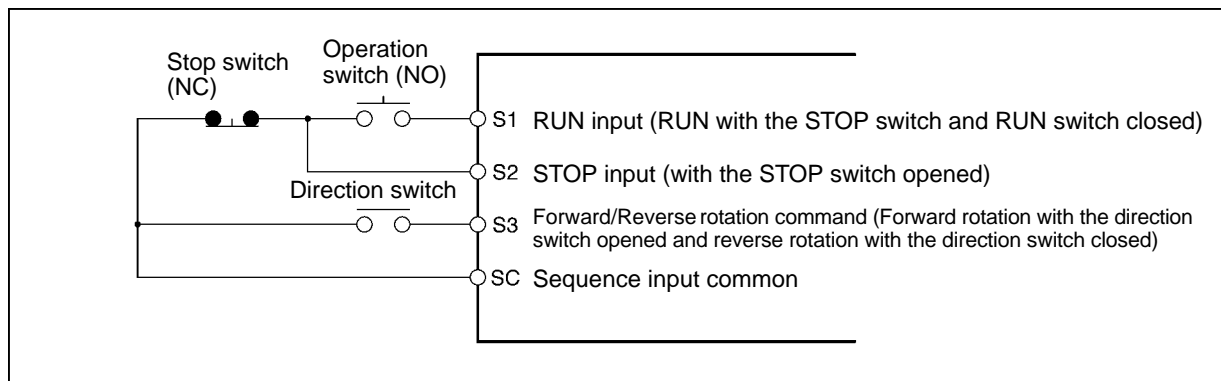 Stop switch
(NC)
Operation
switch (NO)
S1 RUN input (RUN with the STOP switch and RUN switch closed)
S2 STOP input (with the STOP switch opened)
Direction switch
S3 Forward/Reverse rotation command (Forward rotation with the direction
switch opened and reverse rotation with the direction switch closed)
SC Sequence input common